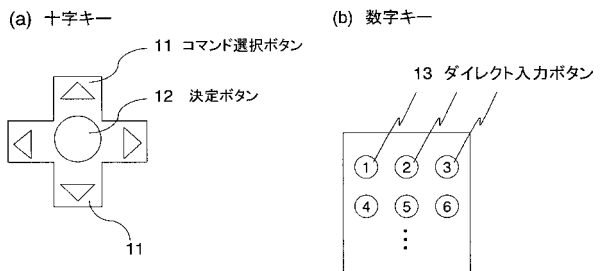 (a) 十字キー
11 コマンド選択ボタン
12 決定ボタン
11
(b) 数字キー
13 ダイレクト入力ボタン
1 2 3
4 5 6